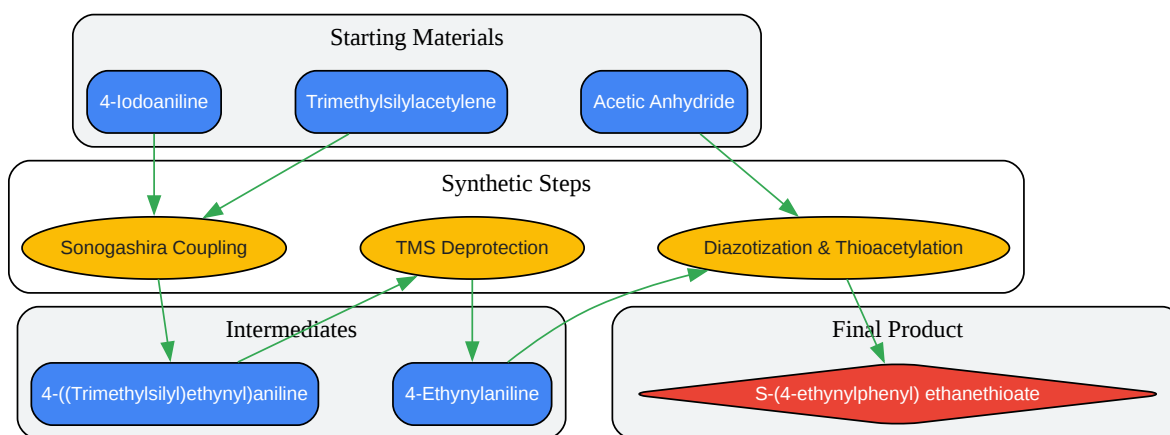 Starting Materials
4-Iodoaniline
Trimethylsilylacetylene
Acetic Anhydride
Synthetic Steps
Sonogashira Coupling
TMS Deprotection
Diazotization & Thioacetylation
Intermediates
Final Product
4-((Trimethylsilyl)ethynyl)aniline
4-Ethynylaniline
S-(4-ethynylphenyl) ethanethioate